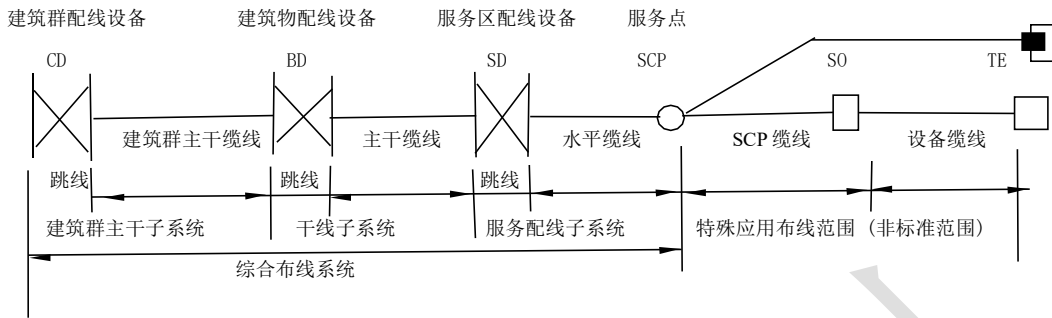 建筑群配线设备 建筑物配线设备 服务区配线设备 服务点
CD BD SD SCP SO TE
建筑群主干缆线 主干缆线 水平缆线 SCP 缆线 设备缆线
跳线 跳线 跳线
建筑群主干子系统 干线子系统 服务配线子系统 特殊应用布线范围（非标准范围）
综合布线系统